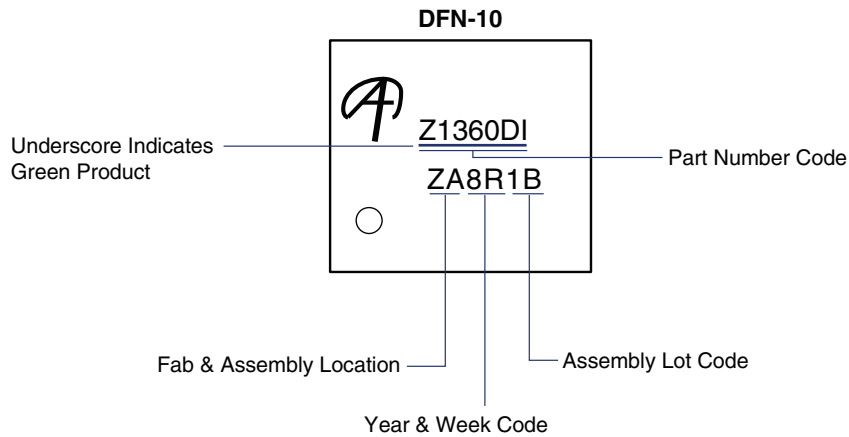 DFN-10
Z1360DI
Underscore Indicates
Green Product
Part Number Code
ZA8R1B
Fab & Assembly Location
Assembly Lot Code
Year & Week Code